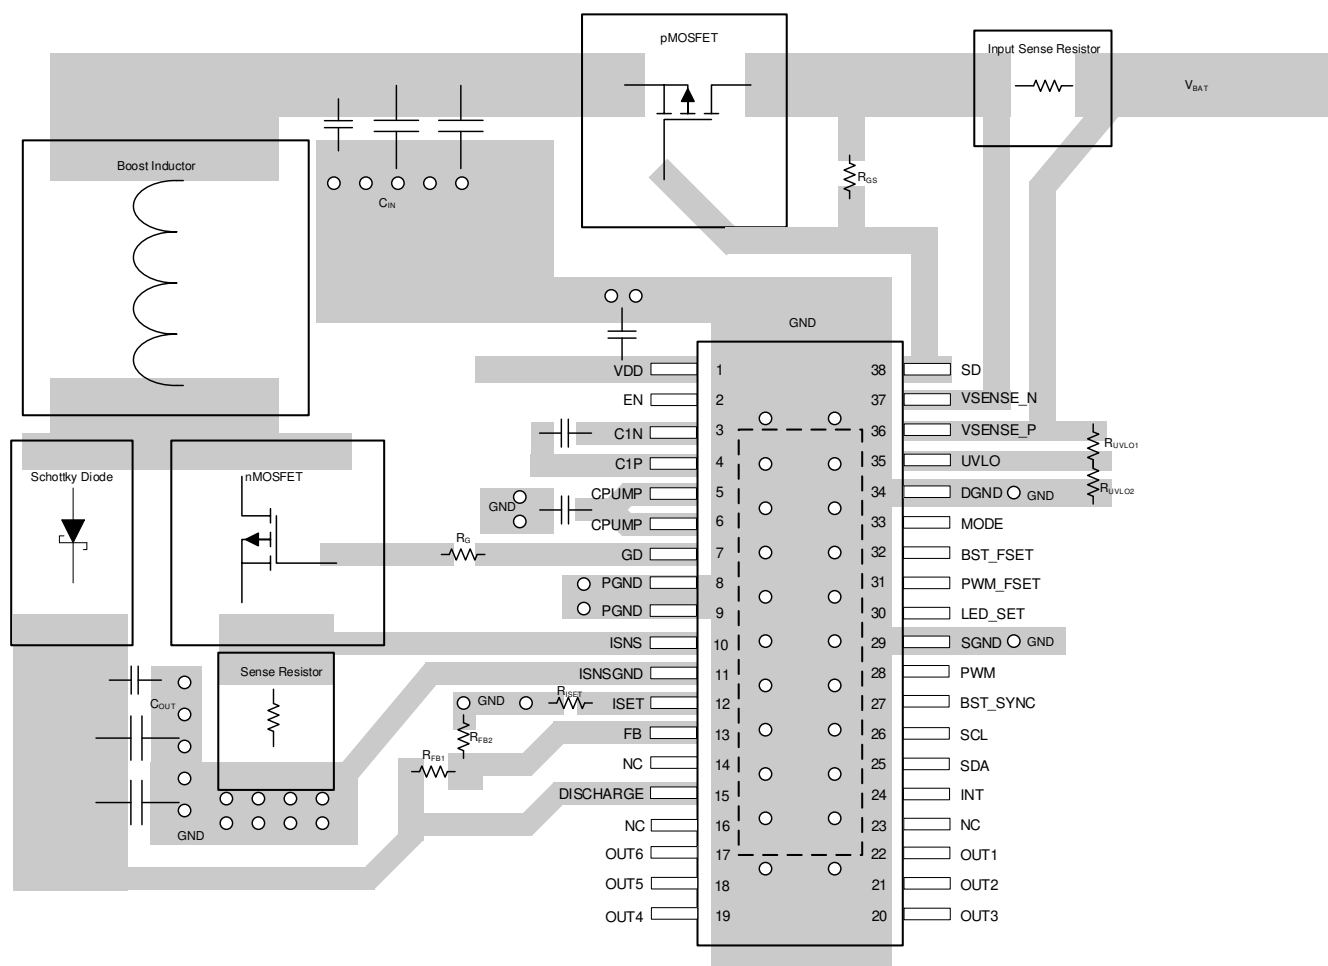 pMOSFET
Input Sense Resistor
VBAT
Boost Inductor
RGS
CIN
GND
VDD 1 38 SD
EN 2 37 VSENSE_N
C1N 3 36 VSENSE_P
RUVLO1
C1P 4 35 UVLO
Schottky Diode
nMOSFET
CPUMP 5 34 DGND GND
RUVLO2
GND
CPUMP 6 33 MODE
RG
GD 7 32 BST_FSET
PGND 8 31 PWM_FSET
PGND 9 30 LED_SET
ISNS 10 29 SGND GND
Sense Resistor
ISNSGND 11 28 PWM
COUT
GND
RISET
ISET 12 27 BST_SYNC
RFB2
FB 13 26 SCL
RFB1
NC 14 25 SDA
DISCHARGE 15 24 INT
GND
NC 16 23 NC
OUT6 17 22 OUT1
OUT5 18 21 OUT2
OUT4 19 20 OUT3